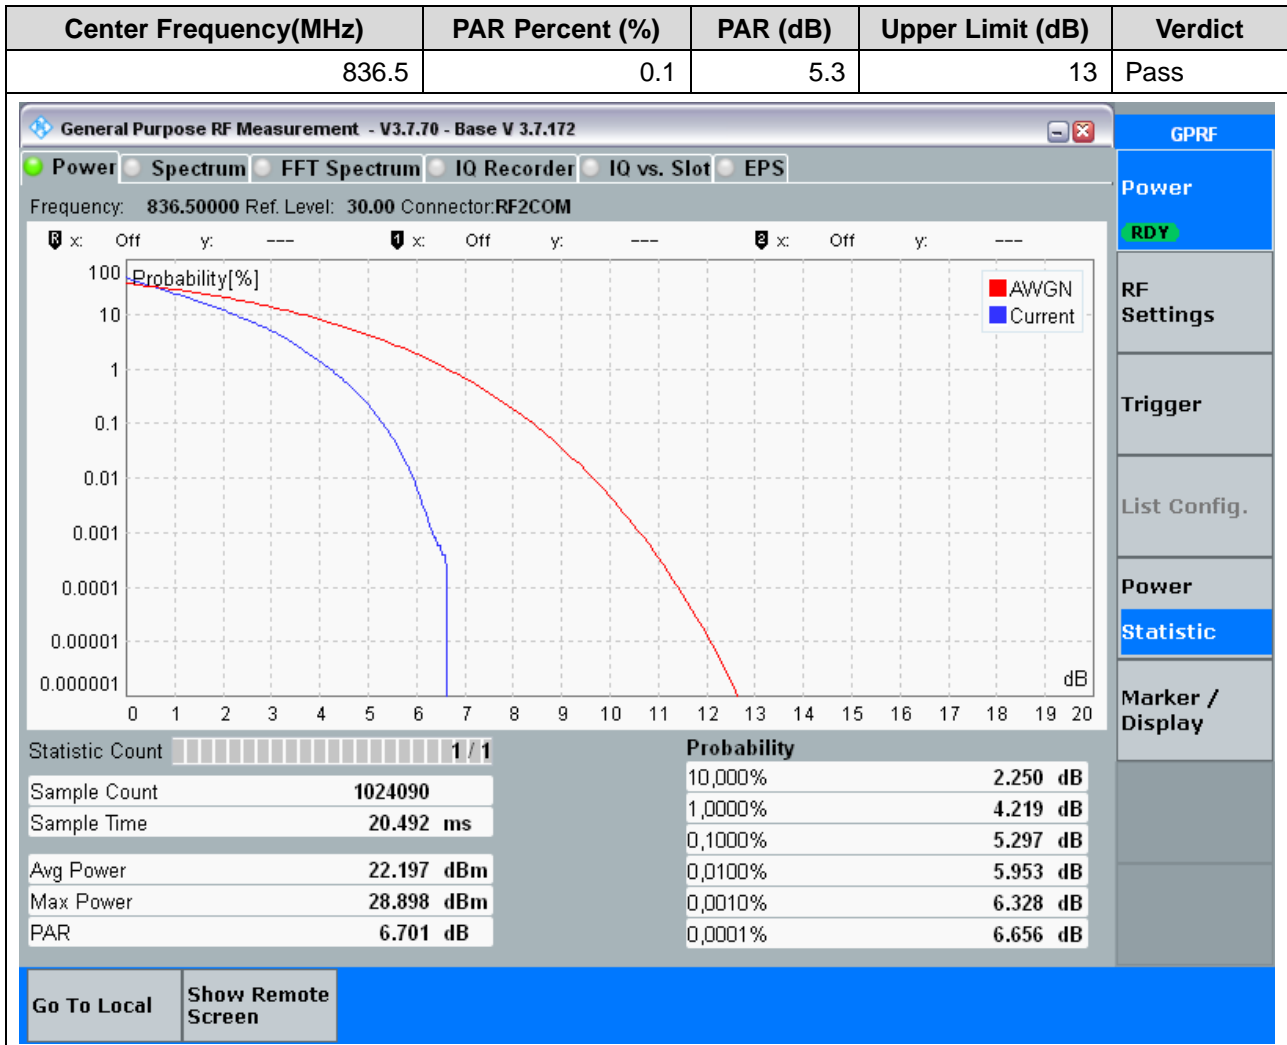 Center Frequency(MHz) PAR Percent (%) PAR (dB) Upper Limit (dB) Verdict
836.5 0.1 5.3 13 Pass
General Purpose RF Measurement - V3.7.70 - Base V 3.7.172
GPRF
Power Spectrum FFT Spectrum IQ Recorder IQ vs. Slot EPS
Power
RDY
Frequency: 836.50000 Ref. Level: 30.00 Connector:RF2COM
R x: Off y: --- 1 x: Off y: --- 2 x: Off y: ---
Probability[%]
AWGN
Current
100
10
1
0.1
0.01
0.001
0.0001
0.00001
0.000001
dB
0 1 2 3 4 5 6 7 8 9 10 11 12 13 14 15 16 17 18 19 20
RF
Settings
Trigger
List Config.
Power
Statistic
Marker /
Display
Statistic Count 1 / 1
Sample Count 1024090
Sample Time 20.492 ms
Avg Power 22.197 dBm
Max Power 28.898 dBm
PAR 6.701 dB
Probability
10,000% 2.250 dB
1,0000% 4.219 dB
0,1000% 5.297 dB
0,0100% 5.953 dB
0,0010% 6.328 dB
0,0001% 6.656 dB
Go To Local
Show Remote
Screen